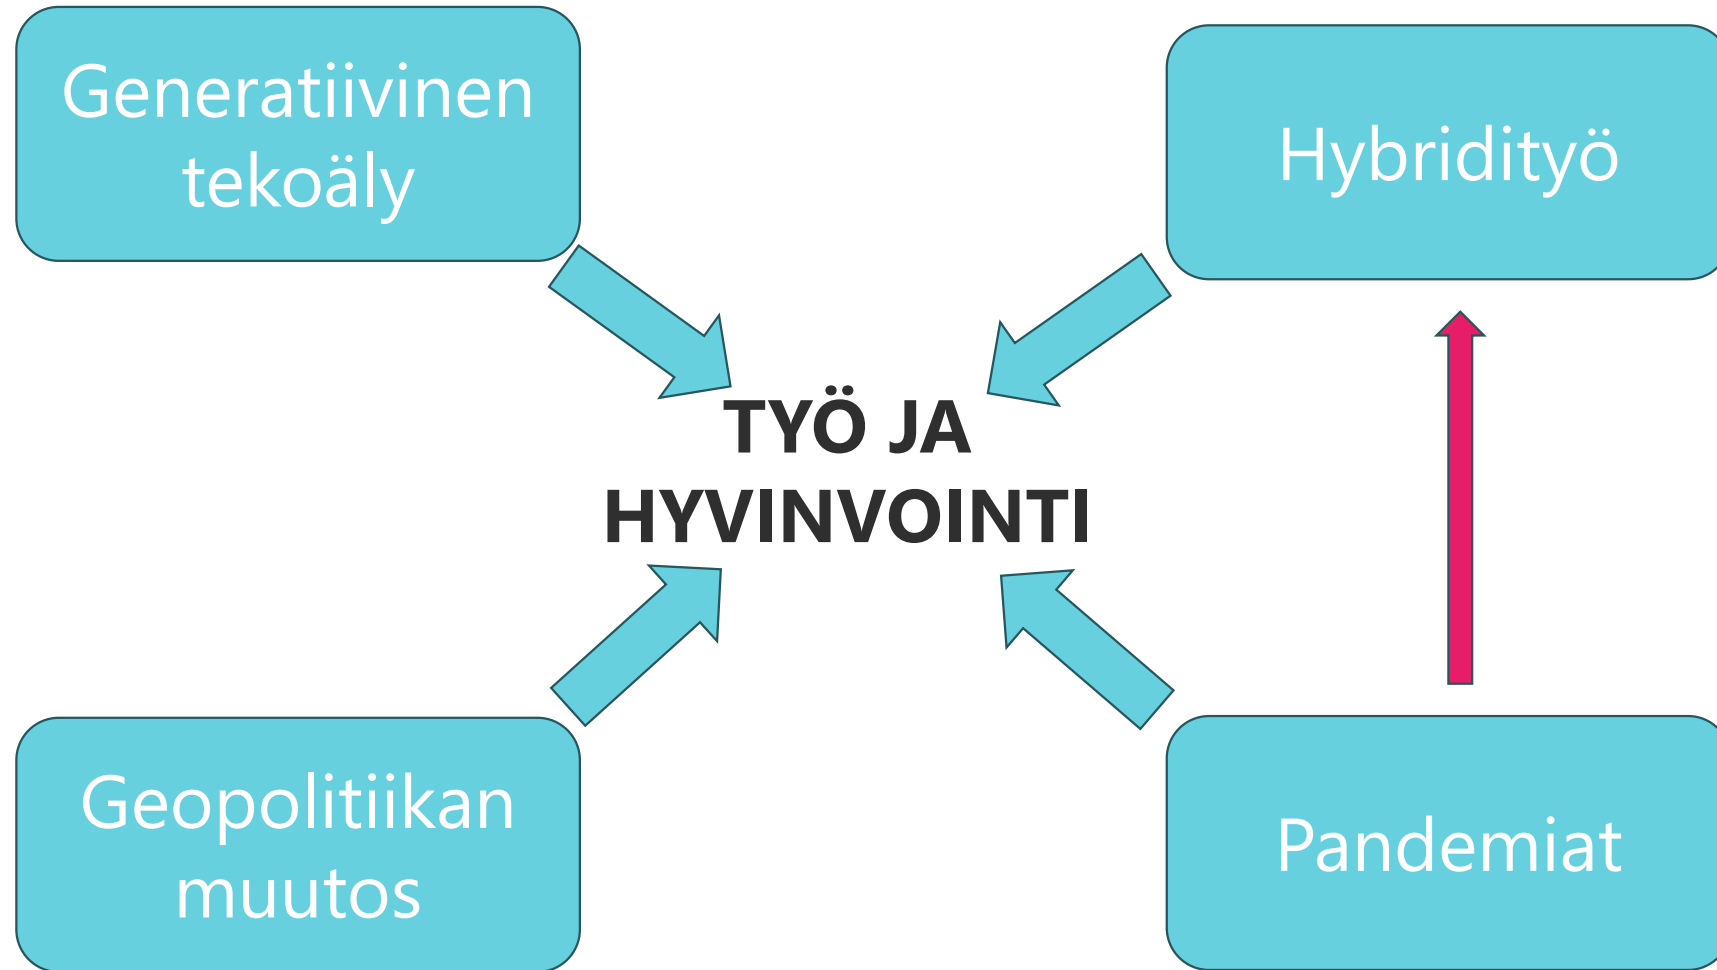 Generatiivinen
tekoäly
Hybridityö
TYÖ JA
HYVINVOINTI
Geopolitiikan
muutos
Pandemiat